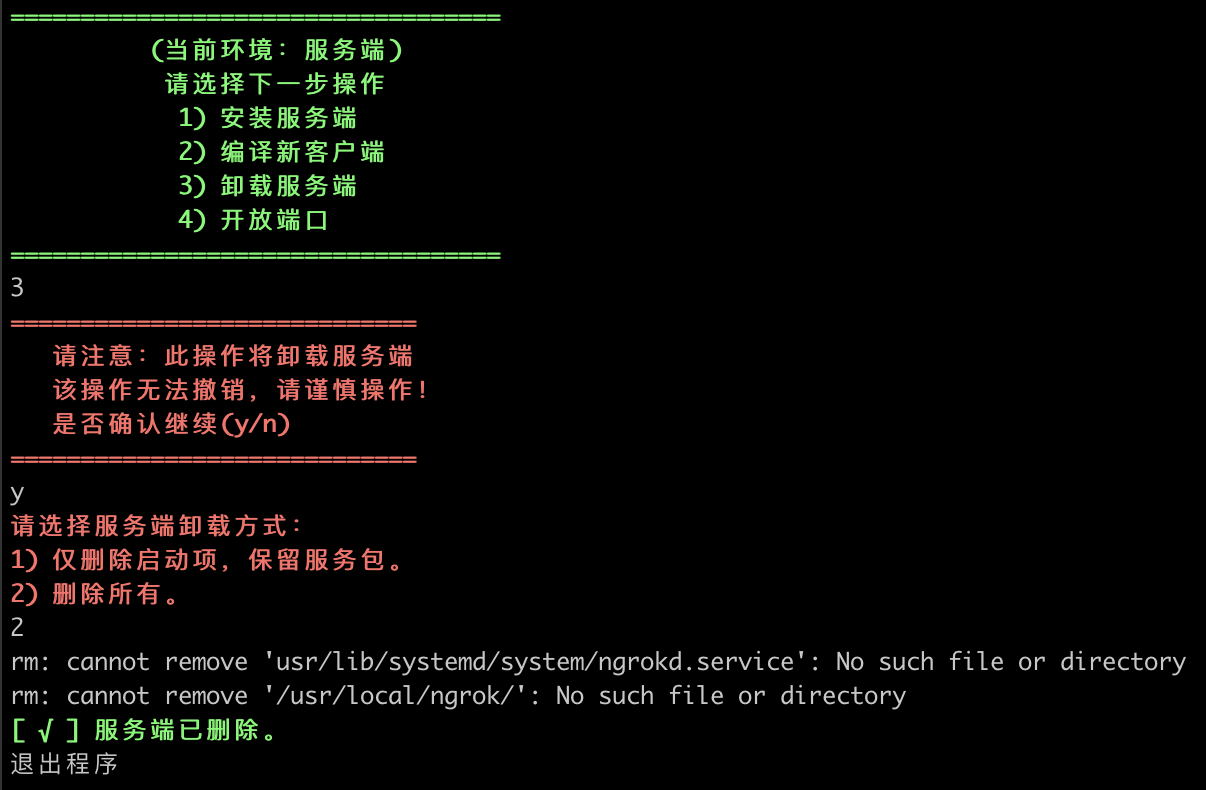 ===================================
(当前环境：服务端)
请选择下一步操作
1) 安装服务端
2) 编译新客户端
3) 卸载服务端
4) 开放端口
===================================
3
=============================
请注意：此操作将卸载服务端
该操作无法撤销，请谨慎操作！
是否确认继续(y/n)
=============================
y
请选择服务端卸载方式：
1) 仅删除启动项，保留服务包。
2) 删除所有。
2
rm: cannot remove 'usr/lib/systemd/system/ngrokd.service': No such file or directory
rm: cannot remove '/usr/local/ngrok/': No such file or directory
[ √ ] 服务端已删除。
退出程序